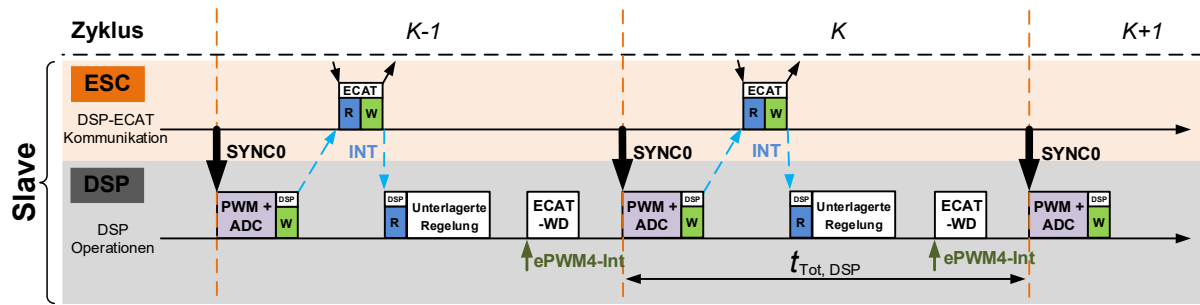 Zyklus K-1 K K+1
ESC
ECAT ECAT
R W R W
DSP-ECAT
Kommunikation
SYNC0 INT SYNC0 INT SYNC0
Slave
DSP
PWM + DSP DSP Unterlagerte ECAT PWM + DSP DSP Unterlagerte ECAT PWM + DSP
ADC W R Regelung -WD ADC W R Regelung -WD ADC W
DSP
Operationen
ePWM4-Int ePWM4-Int
tTot, DSP